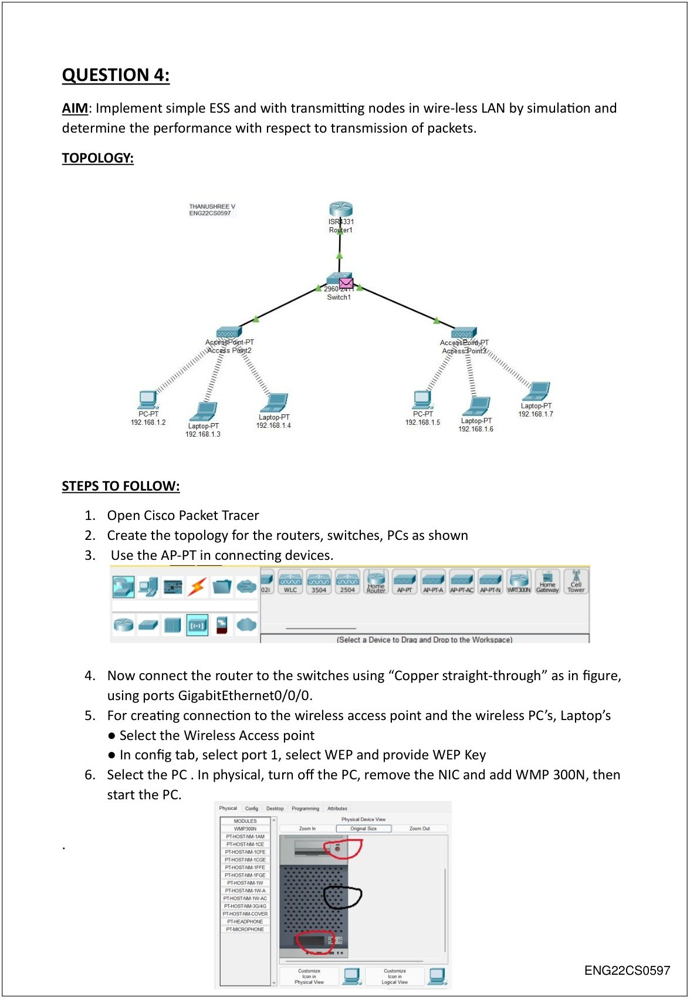 QUESTION 4:
AIM: Implement simple ESS and with transmitting nodes in wire-less LAN by simulation and
determine the performance with respect to transmission of packets.
TOPOLOGY:
THANUSHREE V
ENG22CS0597
ISR4331
Router1
2960-24TT
Switch1
AccessPoint-PT
Access Point2
AccessPoint-PT
Access Point3
PC-PT
192.168.1.2
Laptop-PT
192.168.1.3
Laptop-PT
192.168.1.4
PC-PT
192.168.1.5
Laptop-PT
192.168.1.6
Laptop-PT
192.168.1.7
STEPS TO FOLLOW:
1. Open Cisco Packet Tracer
2. Create the topology for the routers, switches, PCs as shown
3. Use the AP-PT in connecting devices.
02i WLC 3504 2504 Home Router AP-PT AP-PT-A AP-PT-AC AP-PT-N WRT300N Home Gateway Cell Tower
(Select a Device to Drag and Drop to the Workspace)
4. Now connect the router to the switches using “Copper straight-through” as in figure,
using ports GigabitEthernet0/0/0.
5. For creating connection to the wireless access point and the wireless PC’s, Laptop’s
● Select the Wireless Access point
● In config tab, select port 1, select WEP and provide WEP Key
6. Select the PC . In physical, turn off the PC, remove the NIC and add WMP 300N, then
start the PC.
.
Physical Config Desktop Programming Attributes
MODULES
WMP300N
PT-HOST-NM-1AM
PT-HOST-NM-1CE
PT-HOST-NM-1CFE
PT-HOST-NM-1CGE
PT-HOST-NM-1FFE
PT-HOST-NM-1FGE
PT-HOST-NM-1W
PT-HOST-NM-1W-A
PT-HOST-NM-1W-AC
PT-HOST-NM-3G/4G
PT-HOST-NM-COVER
PT-HEADPHONE
PT-MICROPHONE
Physical Device View
Zoom In Original Size Zoom Out
Customize
Icon in
Physical View
Customize
Icon in
Logical View
ENG22CS0597